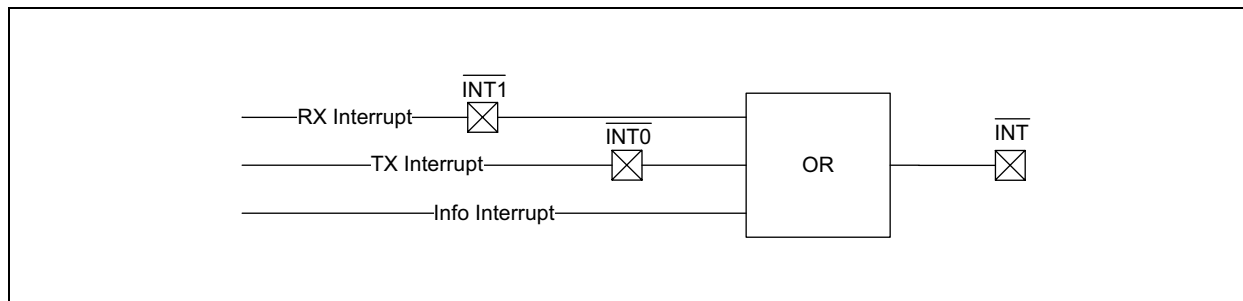 INT1
RX Interrupt
INT0
TX Interrupt
OR
INT
Info Interrupt